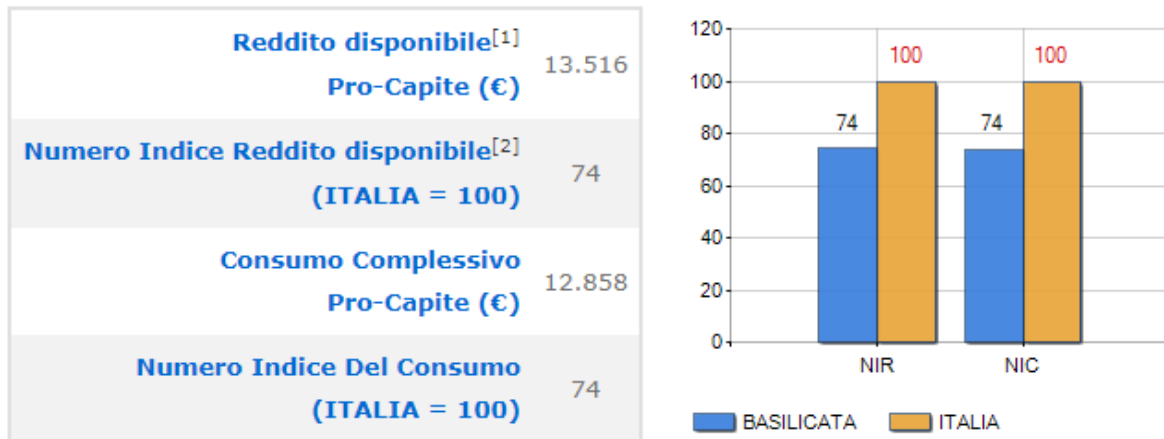 Reddito disponibile[1]
Pro-Capite (€)
13.516
Numero Indice Reddito disponibile[2]
(ITALIA = 100)
74
Consumo Complessivo
Pro-Capite (€)
12.858
Numero Indice Del Consumo
(ITALIA = 100)
74
120
100
80
60
40
20
0
74
100
74
100
NIR
NIC
BASILICATA
ITALIA